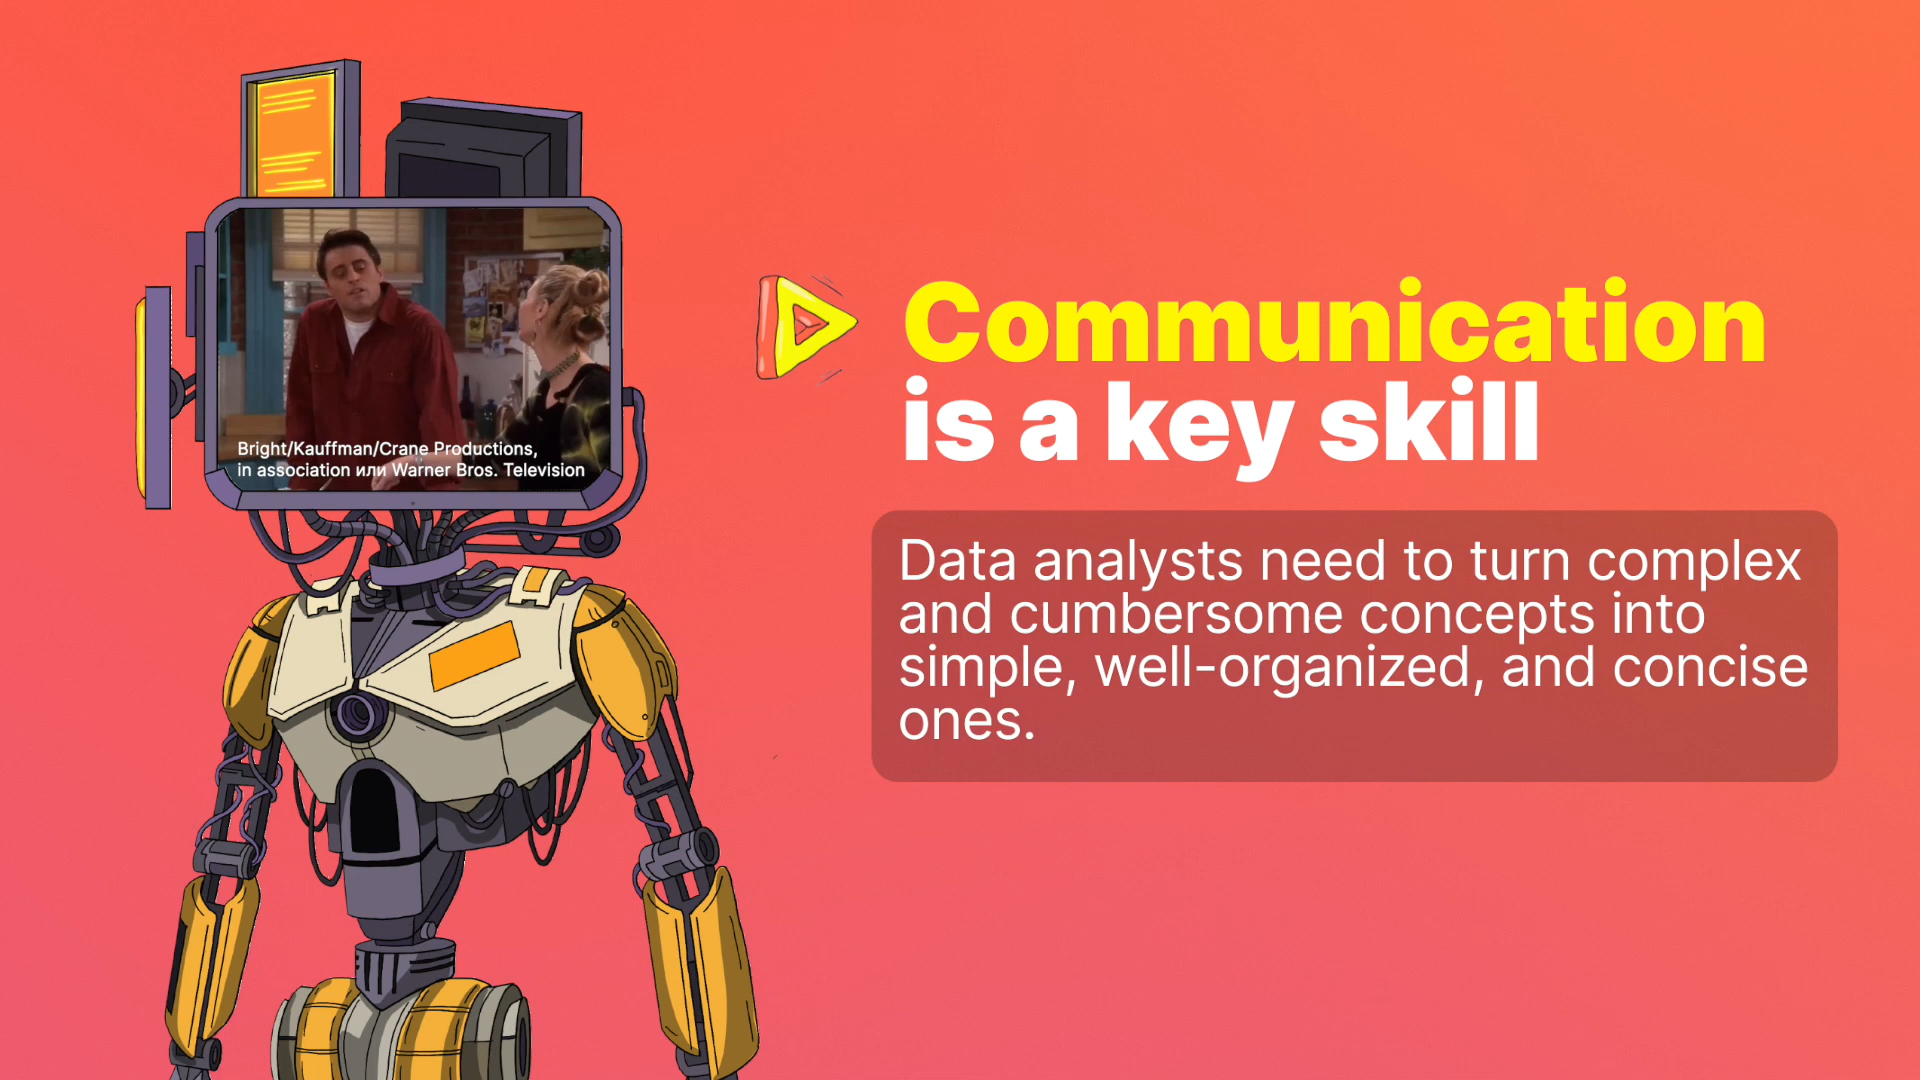 Communication
is a key skill
Data analysts need to turn complex
and cumbersome concepts into
simple, well-organized, and concise
ones.
Bright/Kauffman/Crane Productions,
in association или Warner Bros. Television